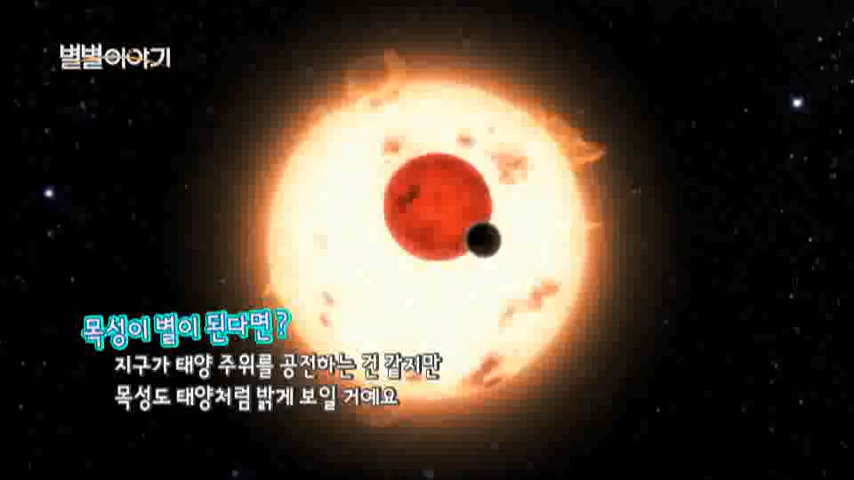 별별이야기
목성이 별이 된다면?
지구가 태양 주위를 공전하는 건 같지만
목성도 태양처럼 밝게 보일 거예요